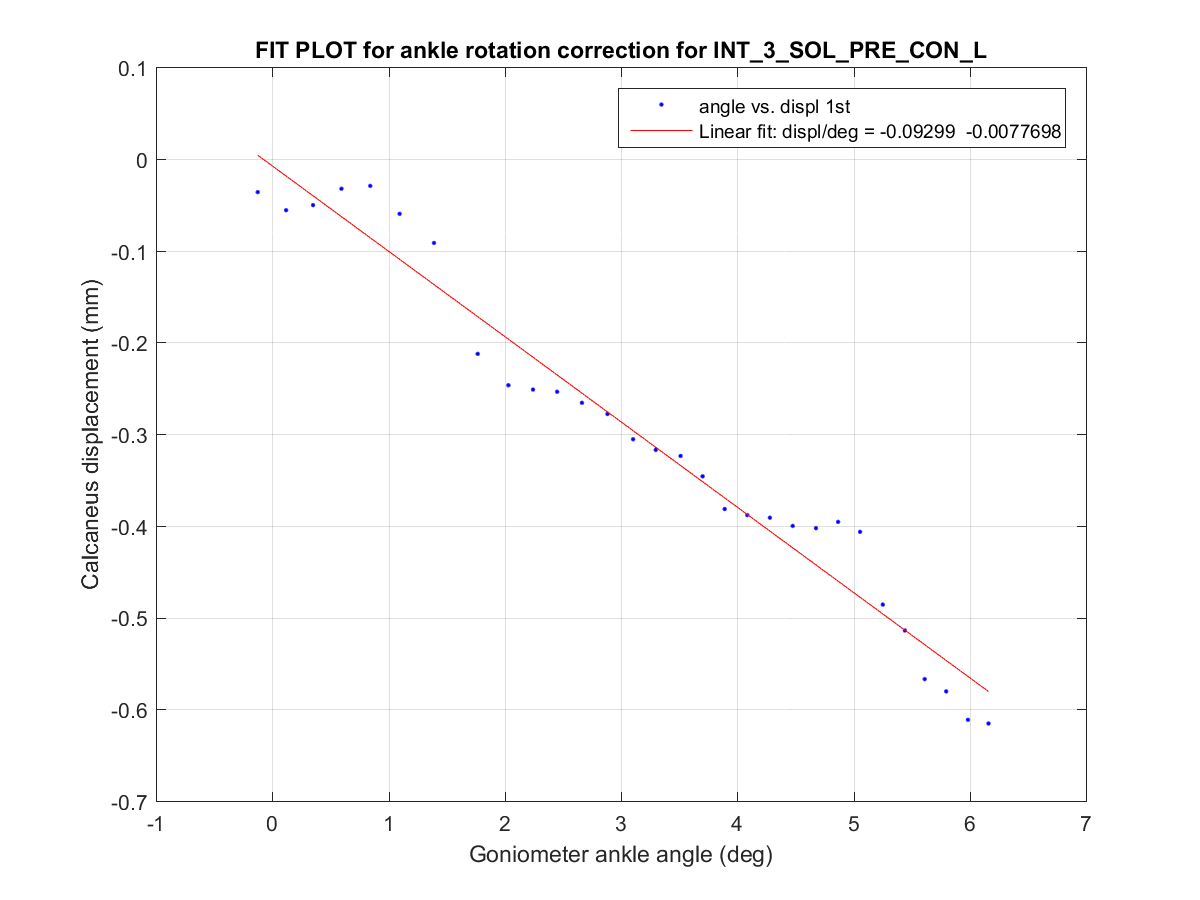 FIT PLOT for ankle rotation correction for INT_3_SOL_PRE_CON_L
0.1
angle vs. displ 1st
Linear fit: displ/deg = -0.09299  -0.0077698
0
-0.1
-0.2
-0.3
-0.4
-0.5
-0.6
-0.7
Calcaneus displacement (mm)
-1 0 1 2 3 4 5 6 7
Goniometer ankle angle (deg)